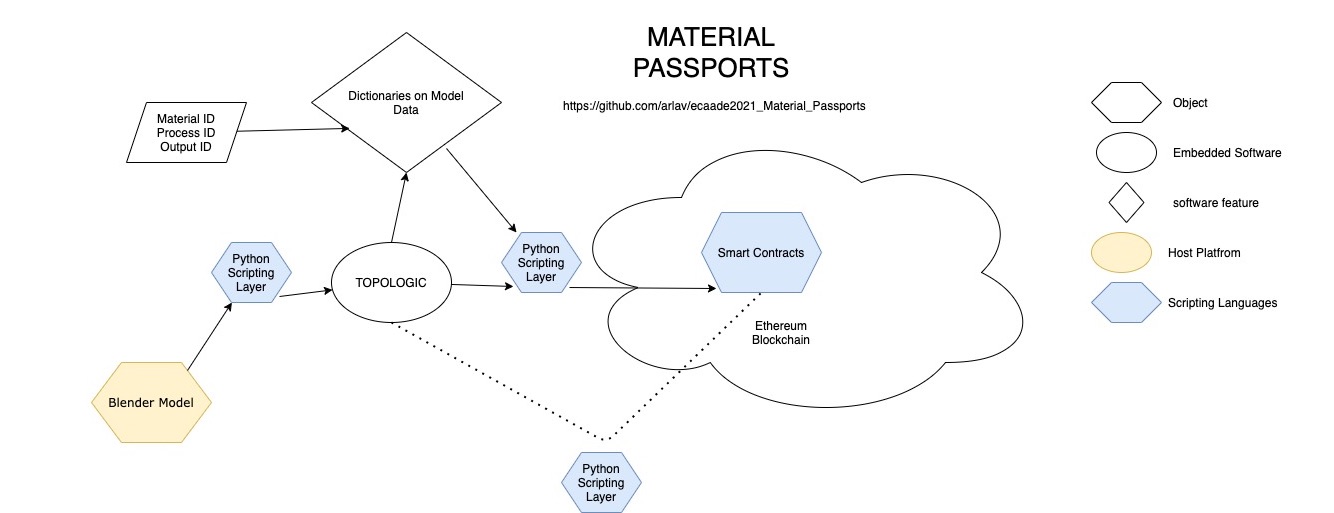 MATERIAL
PASSPORTS
https://github.com/arlav/ecaade2021_Material_Passports
Dictionaries on Model
Data
Material ID
Process ID
Output ID
Python
Scripting
Layer
TOPOLOGIC
Python
Scripting
Layer
Smart Contracts
Ethereum
Blockchain
Blender Model
Python
Scripting
Layer
Object
Embedded Software
software feature
Host Platfrom
Scripting Languages